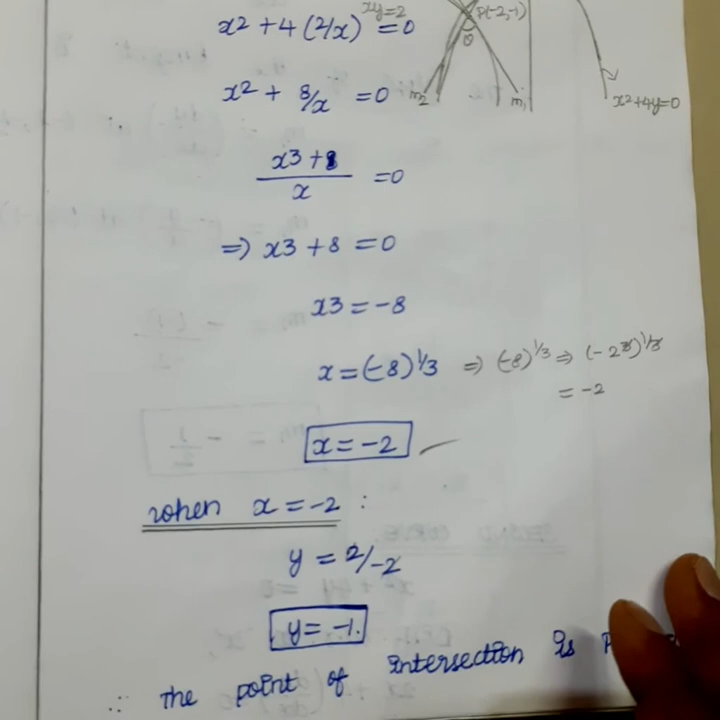 xy=2
x2 + 4 (2/x) = 0
P(-2,-1)
θ
x2 + 8/x = 0
m2
m1
x2+4y=0
x3 + 8
x
= 0
⇒ x3 + 8 = 0
x3 = -8
x = (-8)1/3 ⇒ (-8)1/3 ⇒ (-23)1/3
= -2
x = -2
when x = -2 :
y = 2/-2
y = -1.
∴ The point of intersection is P